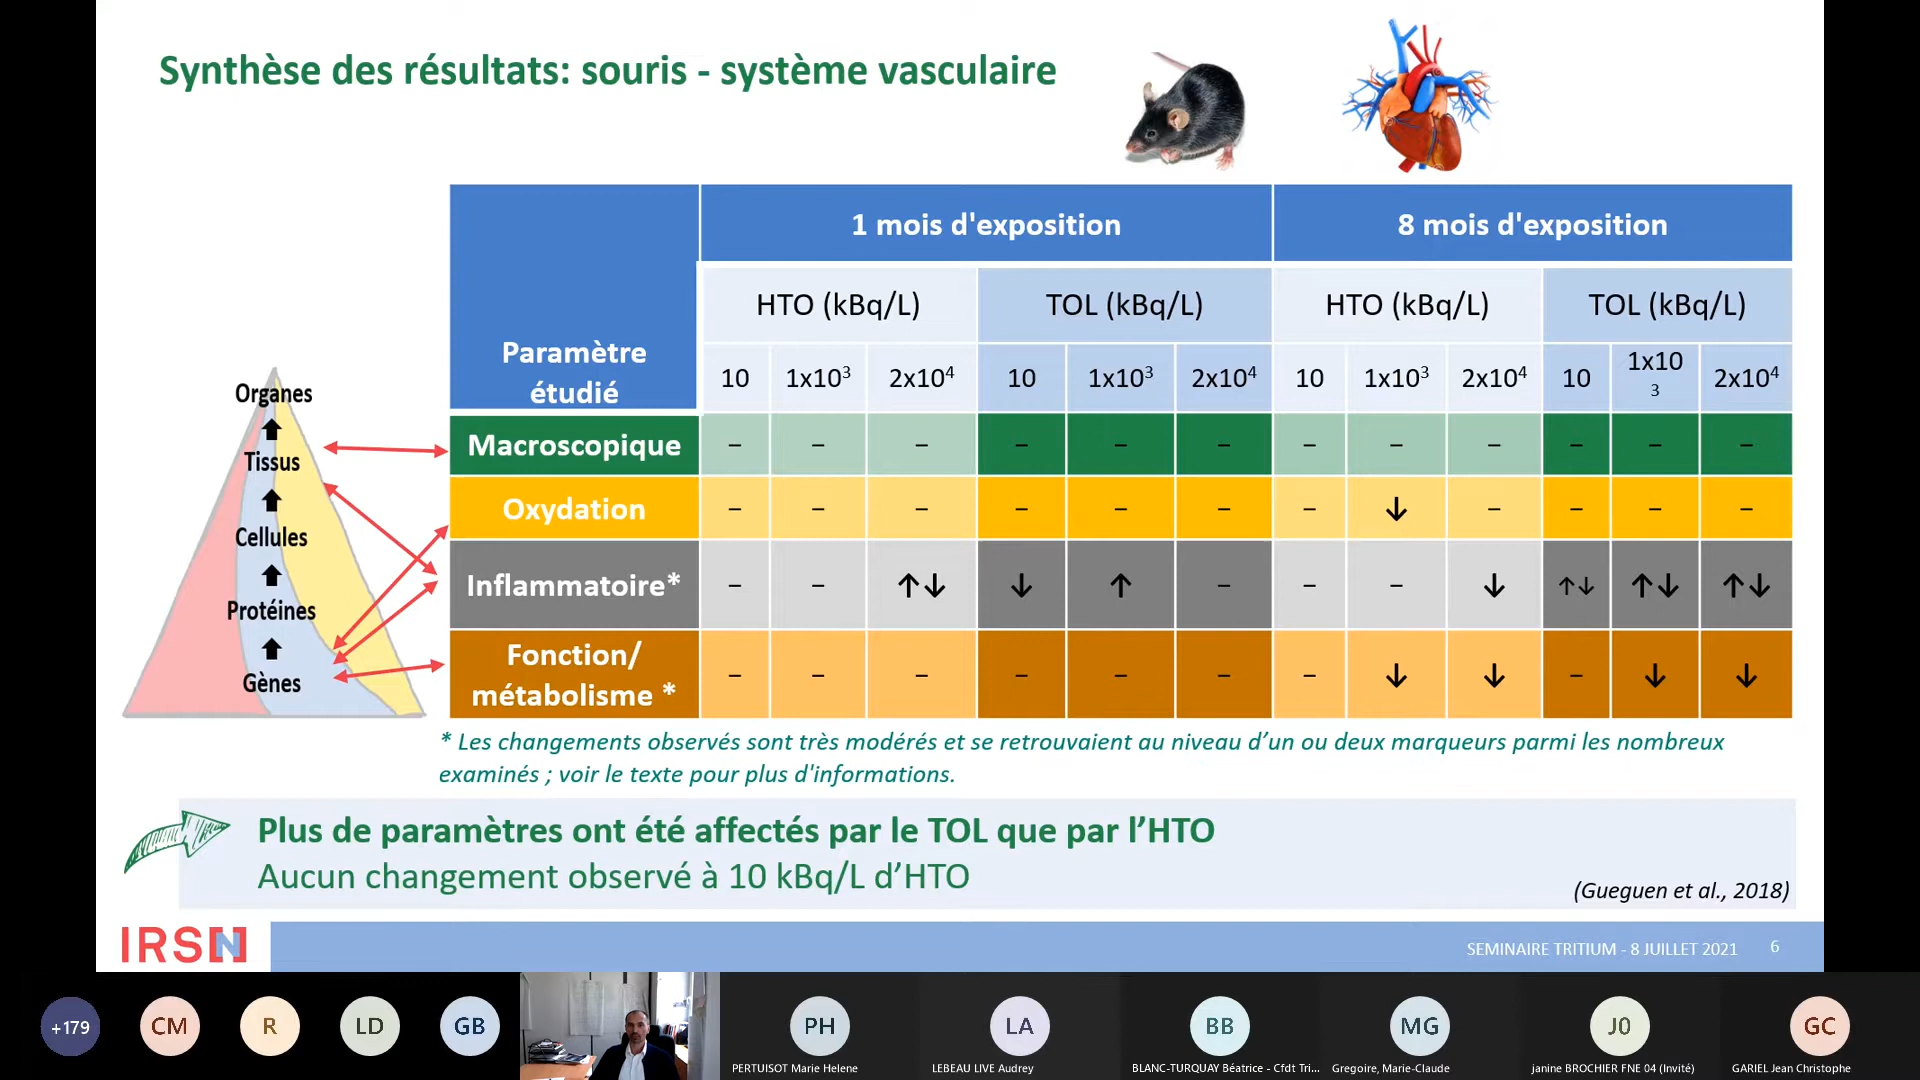 Synthèse des résultats: souris - système vasculaire
1 mois d'exposition 8 mois d'exposition
HTO (kBq/L) TOL (kBq/L) HTO (kBq/L) TOL (kBq/L)
Paramètre
étudié
10 1x10³ 2x10⁴ 10 1x10³ 2x10⁴ 10 1x10³ 2x10⁴ 10 1x10³ 2x10⁴
Macroscopique – – – – – – – – – – – –
Oxydation – – – – – – – ↓ – – – –
Inflammatoire* – – ↑↓ ↓ ↑ – – – ↓ ↑↓ ↑↓ ↑↓
Fonction/
métabolisme * – – – – – – – ↓ ↓ – ↓ ↓
Organes
Tissus
Cellules
Protéines
Gènes
* Les changements observés sont très modérés et se retrouvaient au niveau d’un ou deux marqueurs parmi les nombreux
examinés ; voir le texte pour plus d'informations.
Plus de paramètres ont été affectés par le TOL que par l’HTO
Aucun changement observé à 10 kBq/L d’HTO
(Gueguen et al., 2018)
IRSN
SEMINAIRE TRITIUM - 8 JUILLET 2021 6
+179 CM R LD GB PH LA BB MG J0 GC
PERTUISOT Marie Helene LEBEAU LIVE Audrey BLANC-TURQUAY Béatrice - Cfdt Tri... Gregoire, Marie-Claude janine BROCHIER FNE 04 (Invité) GARIEL Jean Christophe